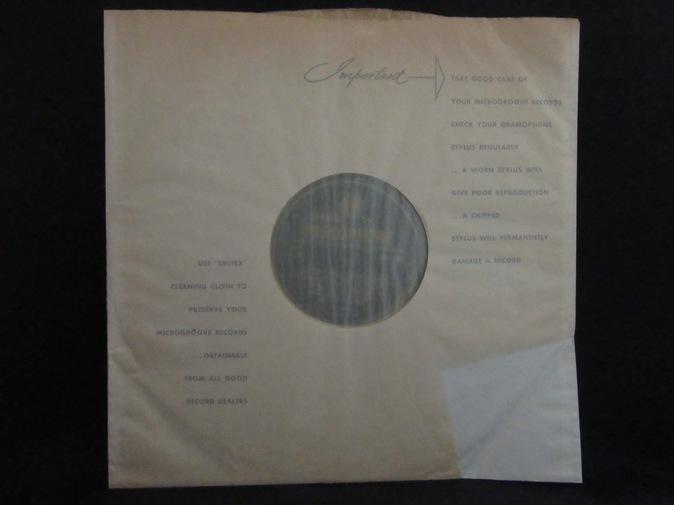 Important
TAKE GOOD CARE OF
YOUR MICROGROOVE RECORDS
CHECK YOUR GRAMOPHONE
STYLUS REGULARLY
... A WORN STYLUS WILL
GIVE POOR REPRODUCTION
... A CHIPPED
STYLUS WILL PERMANENTLY
DAMAGE A RECORD
USE "EMITEX"
CLEANING CLOTH TO
PRESERVE YOUR
MICROGROOVE RECORDS
. OBTAINABLE
FROM ALL GOOD
RECORD DEALERS